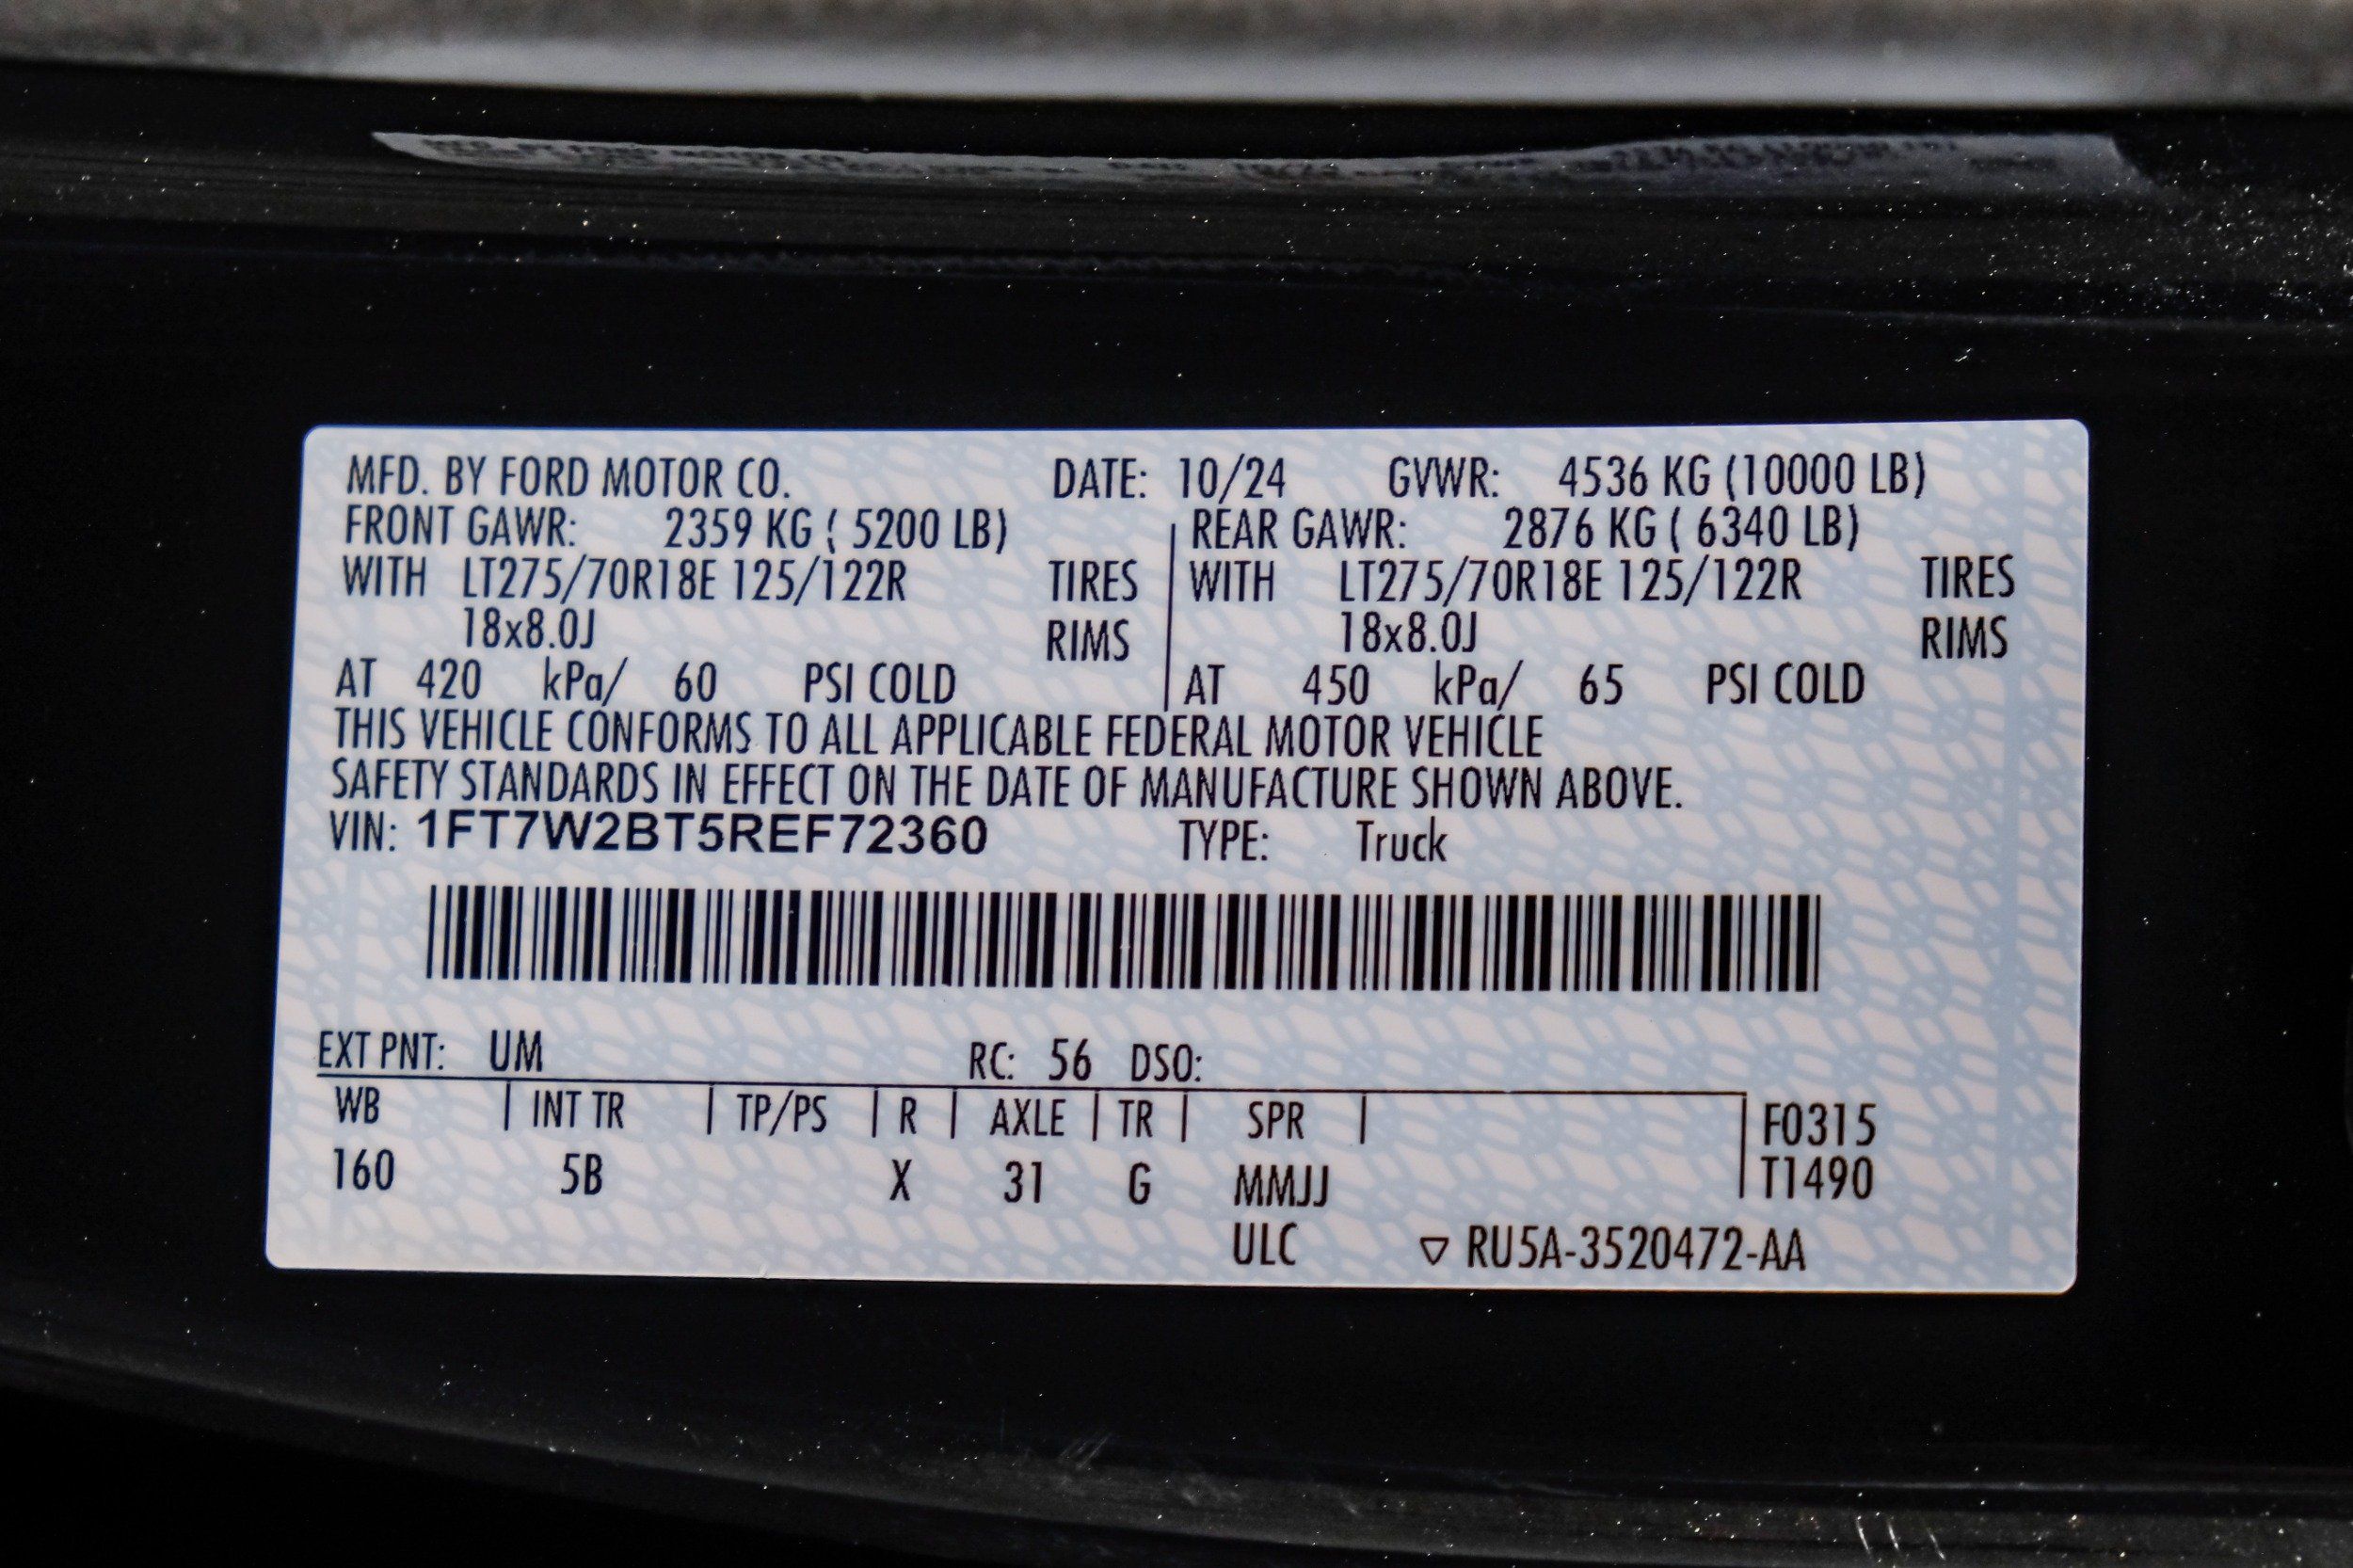 MFD. BY FORD MOTOR CO. DATE: 10/24 GVWR: 4536 KG (10000 LB)
FRONT GAWR: 2359 KG ( 5200 LB) REAR GAWR: 2876 KG ( 6340 LB)
WITH LT275/70R18E 125/122R TIRES WITH LT275/70R18E 125/122R TIRES
18x8.0J RIMS 18x8.0J RIMS
AT 420 kPa/ 60 PSI COLD AT 450 kPa/ 65 PSI COLD
THIS VEHICLE CONFORMS TO ALL APPLICABLE FEDERAL MOTOR VEHICLE
SAFETY STANDARDS IN EFFECT ON THE DATE OF MANUFACTURE SHOWN ABOVE.
VIN: 1FT7W2BT5REF72360 TYPE: Truck
EXT PNT: UM RC: 56 DSO:
WB | INT TR | TP/PS | R | AXLE | TR | SPR | F0315
160 5B X 31 G MMJJ T1490
ULC ▽ RU5A-3520472-AA